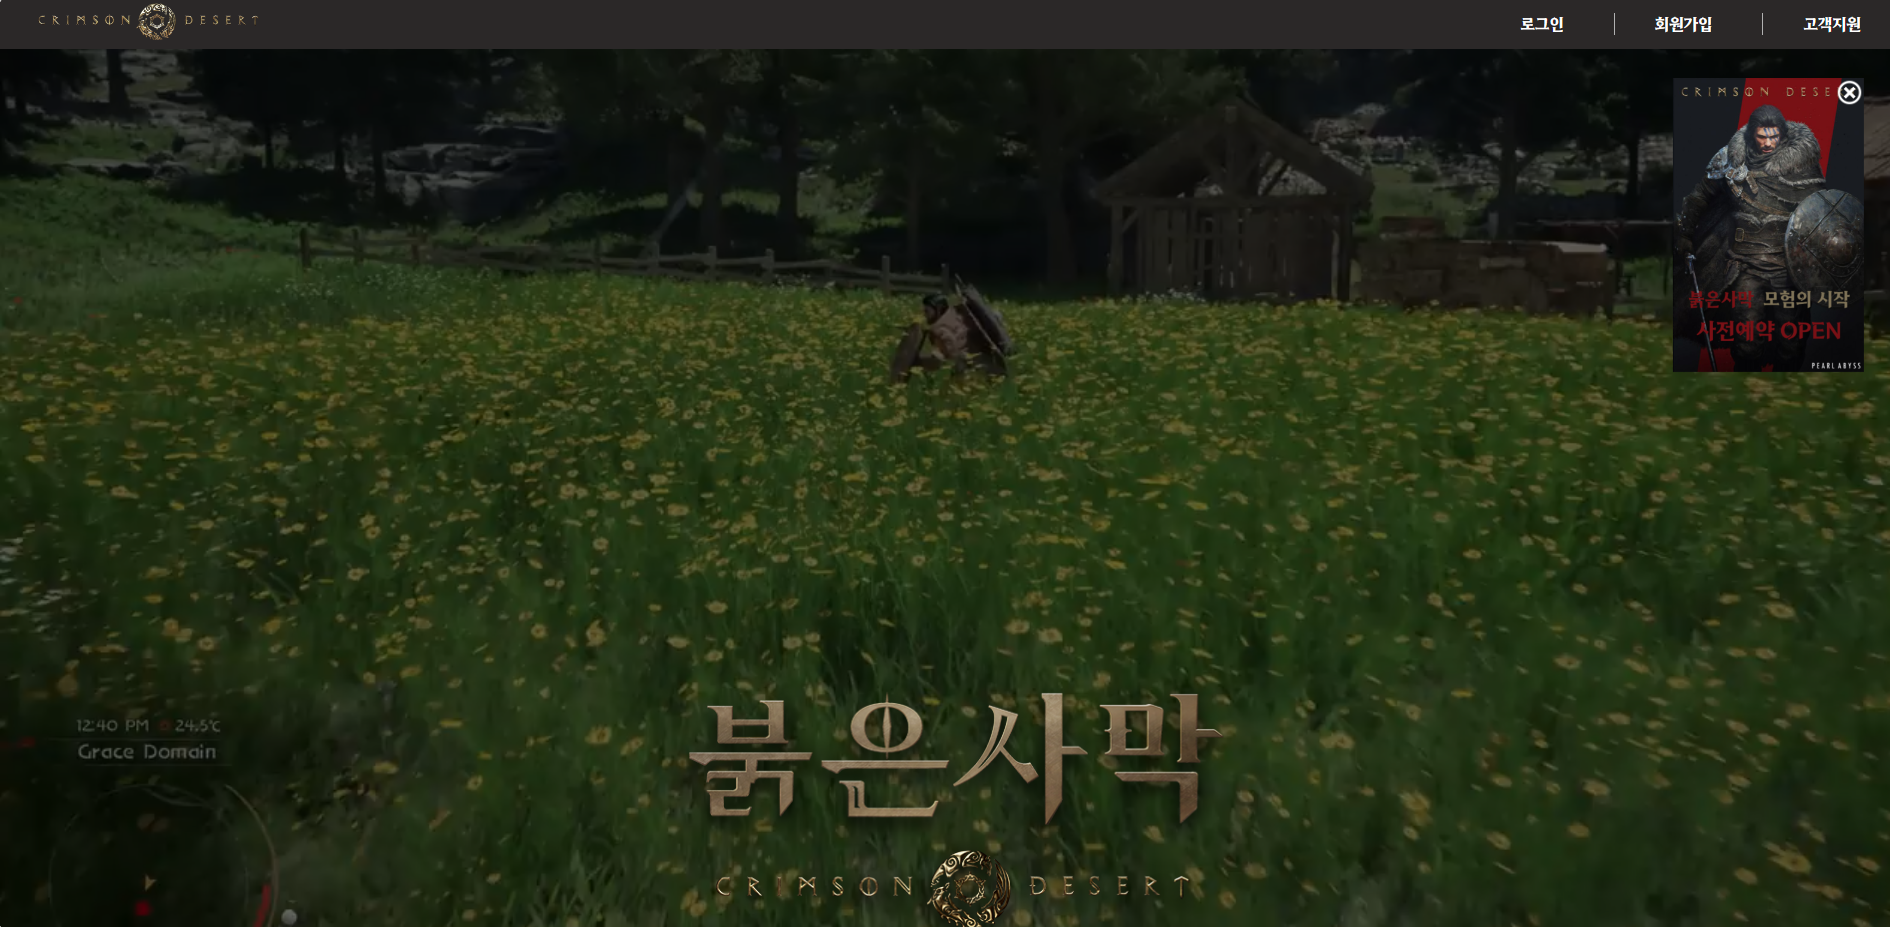 CRIMSON DESERT
로그인
회원가입
고객지원
CRIMSON DESE
붉은사막 모험의 시작
사전예약 OPEN
PEARL ABYSS
12:40 PM 24.5℃
Grace Domain
붉은사막
CRIMSON DESERT